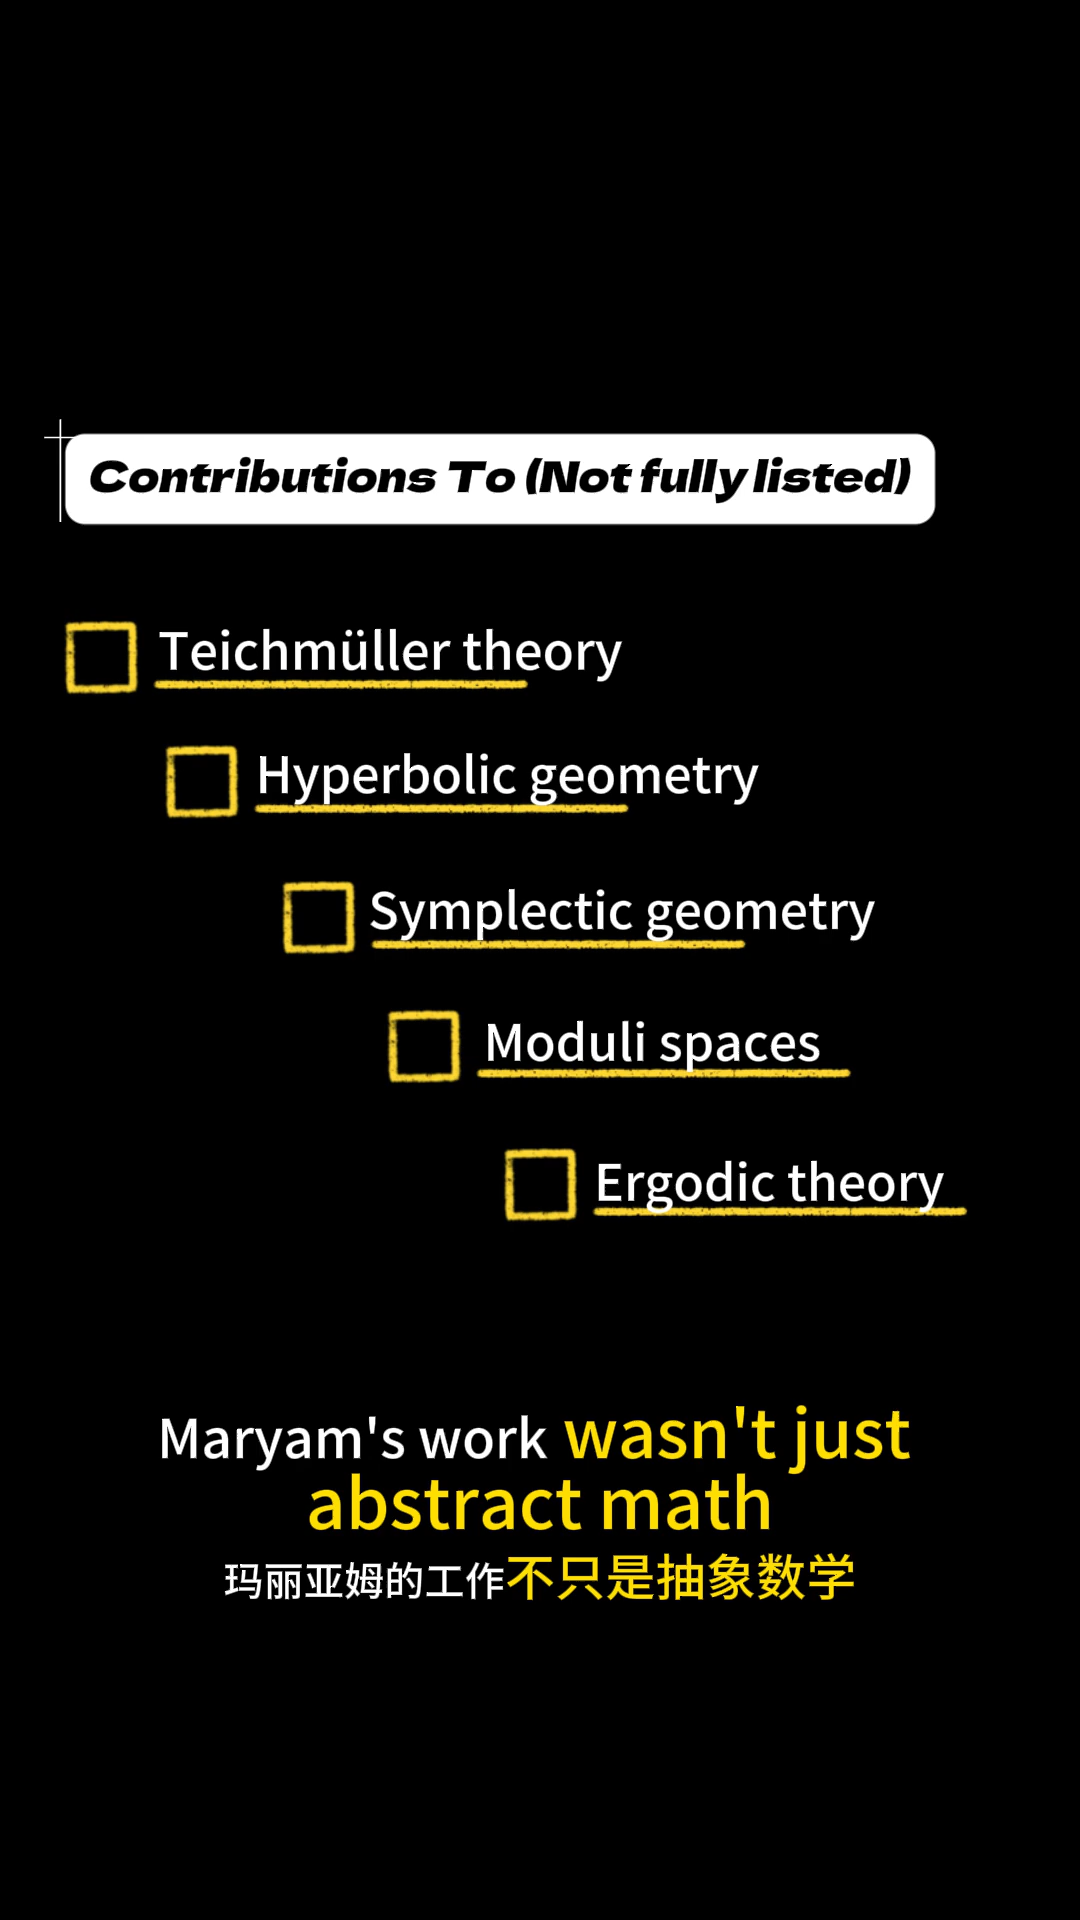 Contributions To (Not fully listed)
Teichmüller theory
Hyperbolic geometry
Symplectic geometry
Moduli spaces
Ergodic theory
Maryam's work wasn't just
abstract math
玛丽亚姆的工作不只是抽象数学